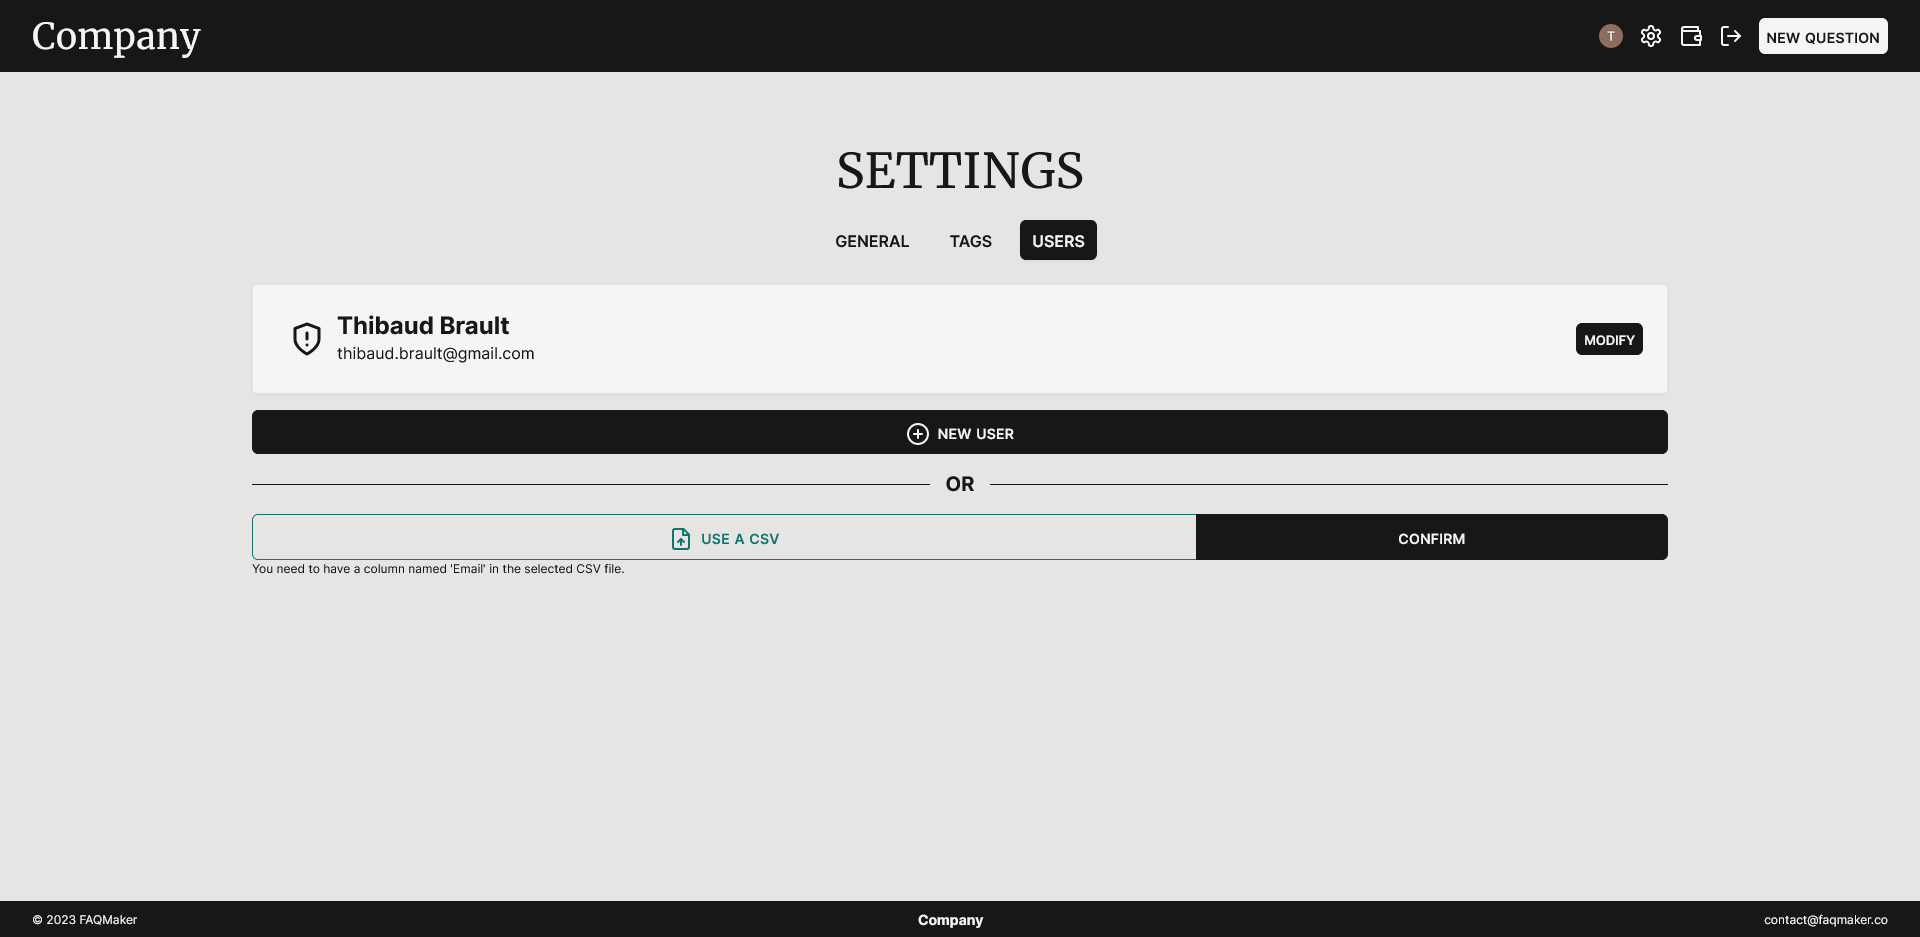 Company
T
NEW QUESTION
SETTINGS
GENERAL
TAGS
USERS
Thibaud Brault
thibaud.brault@gmail.com
MODIFY
NEW USER
OR
USE A CSV
CONFIRM
You need to have a column named 'Email' in the selected CSV file.
© 2023 FAQMaker
Company
contact@faqmaker.co